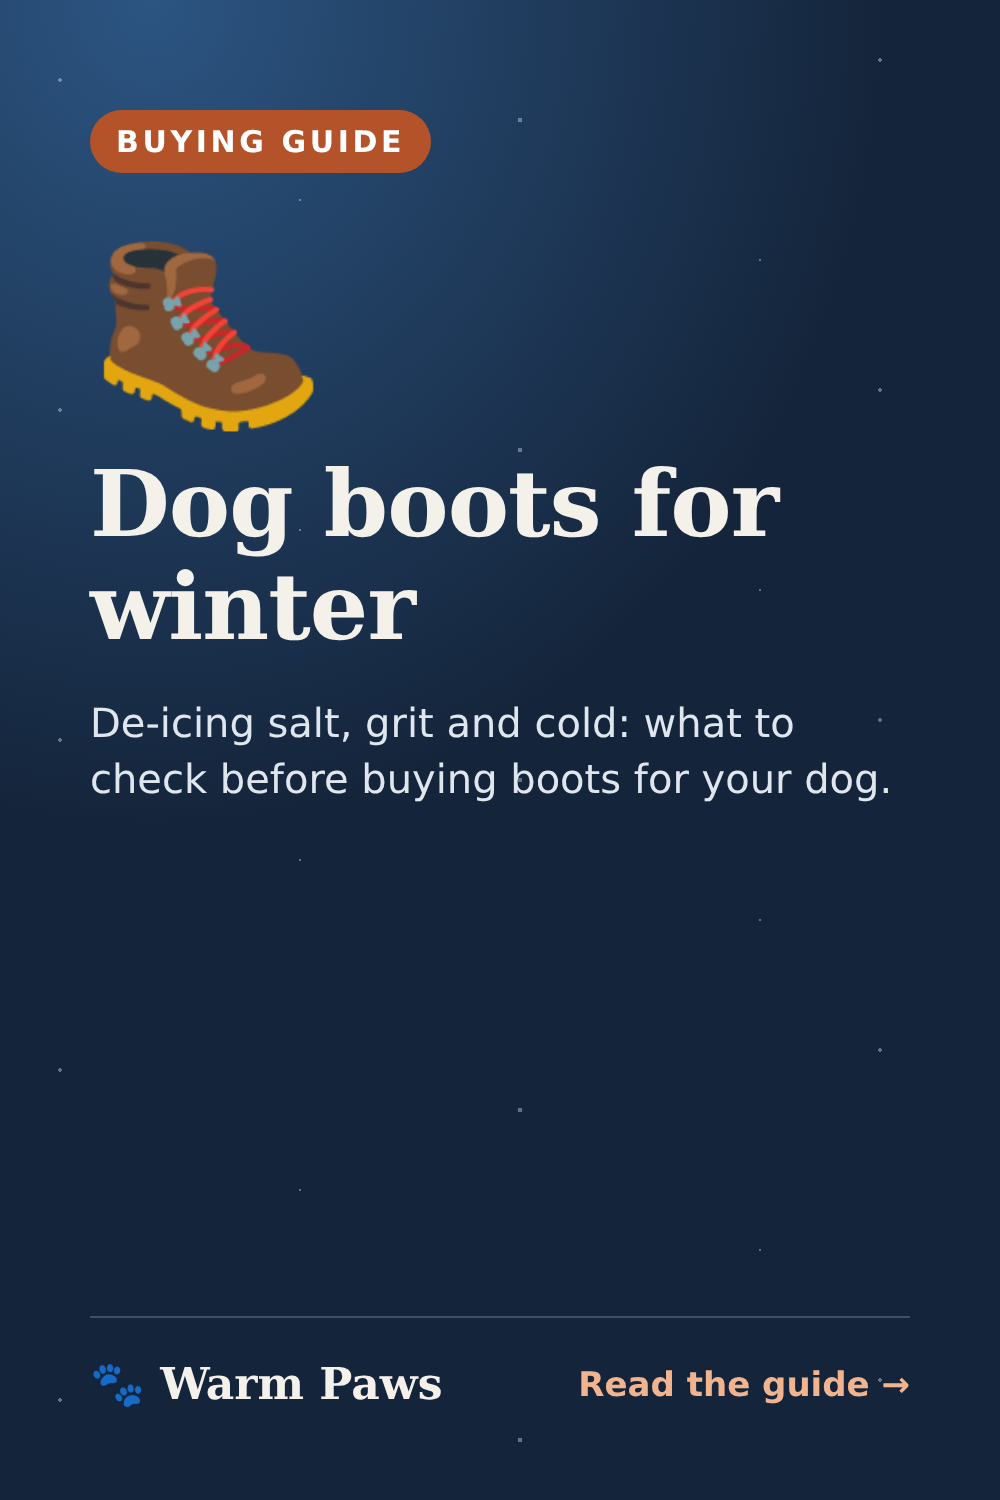 BUYING GUIDE
Dog boots for
winter
De-icing salt, grit and cold: what to
check before buying boots for your dog.
Warm Paws
Read the guide →